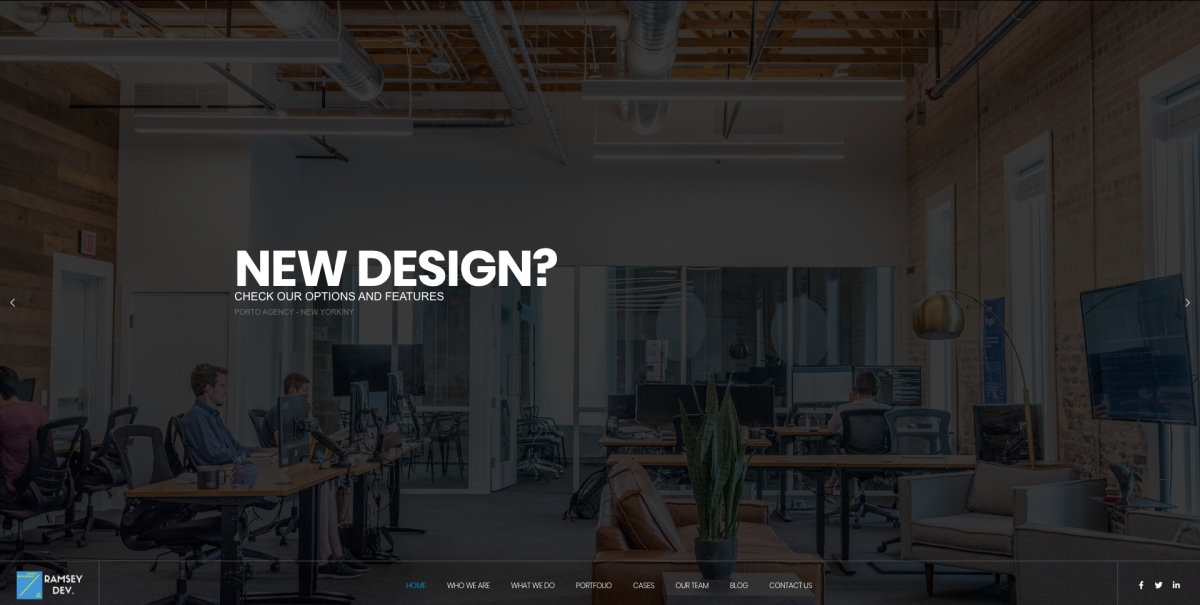 NEW DESIGN?
CHECK OUR OPTIONS AND FEATURES
PORTO AGENCY - NEW YORK/NY
RAMSEY
DEV.
HOME WHO WE ARE WHAT WE DO PORTFOLIO CASES OUR TEAM BLOG CONTACT US